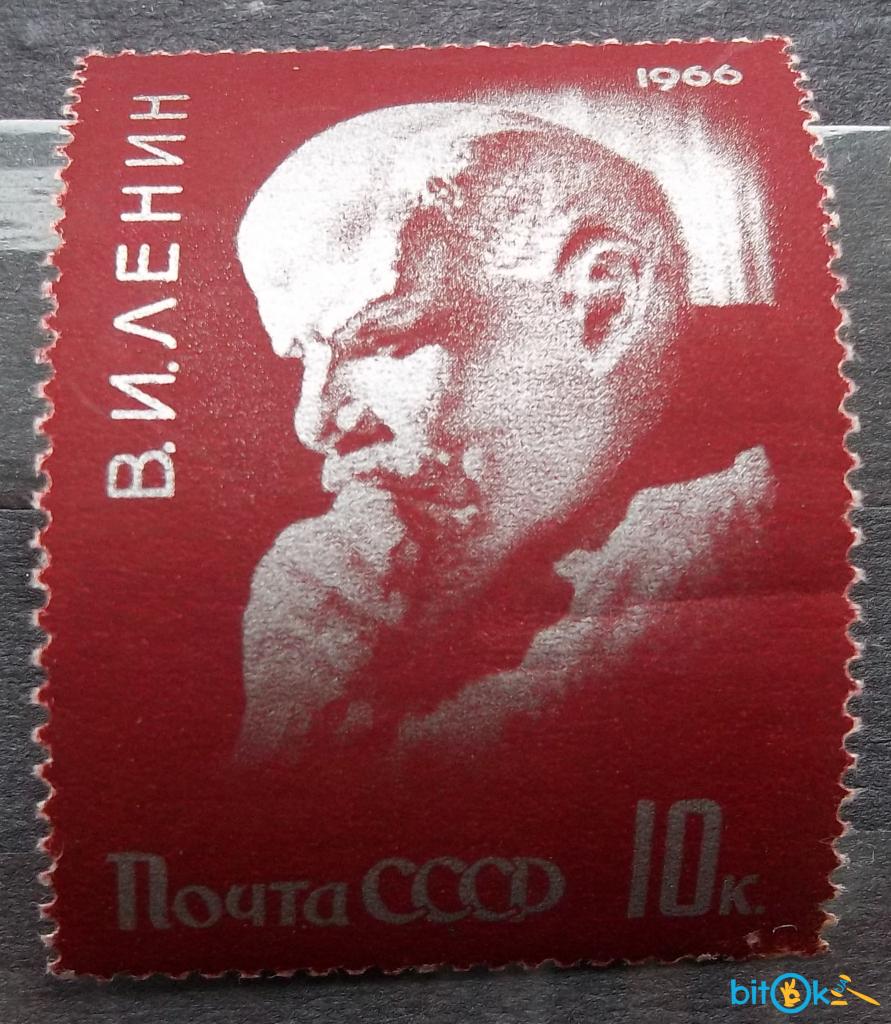 1966
В.И.ЛЕНИН
Почта СССР
10к.
bitok